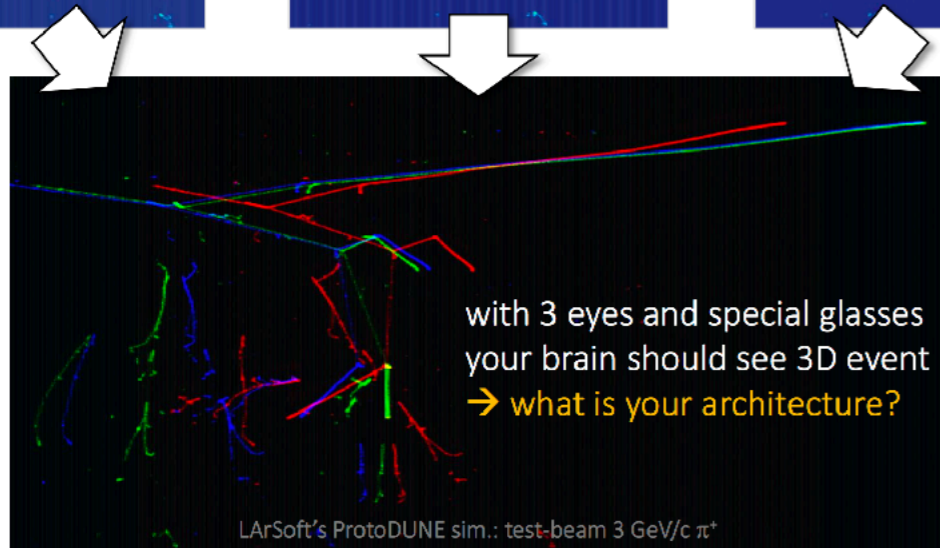 with 3 eyes and special glasses
your brain should see 3D event
→ what is your architecture?
LArSoft's ProtoDUNE sim.: test-beam 3 GeV/c π⁺